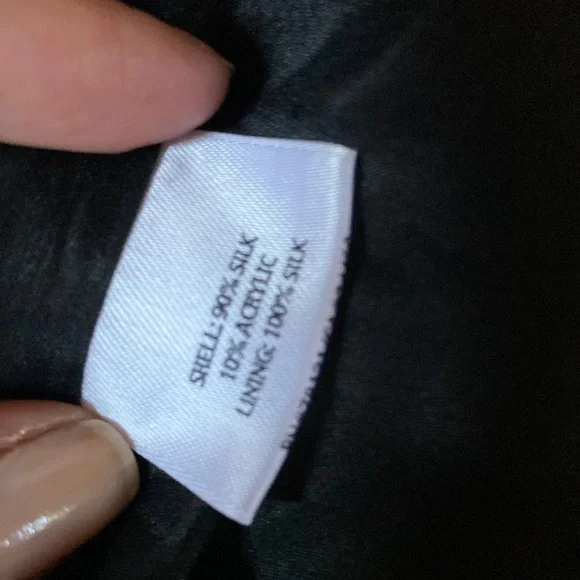 SHELL: 90% SILK
10% ACRYLIC
LINING: 100% SILK